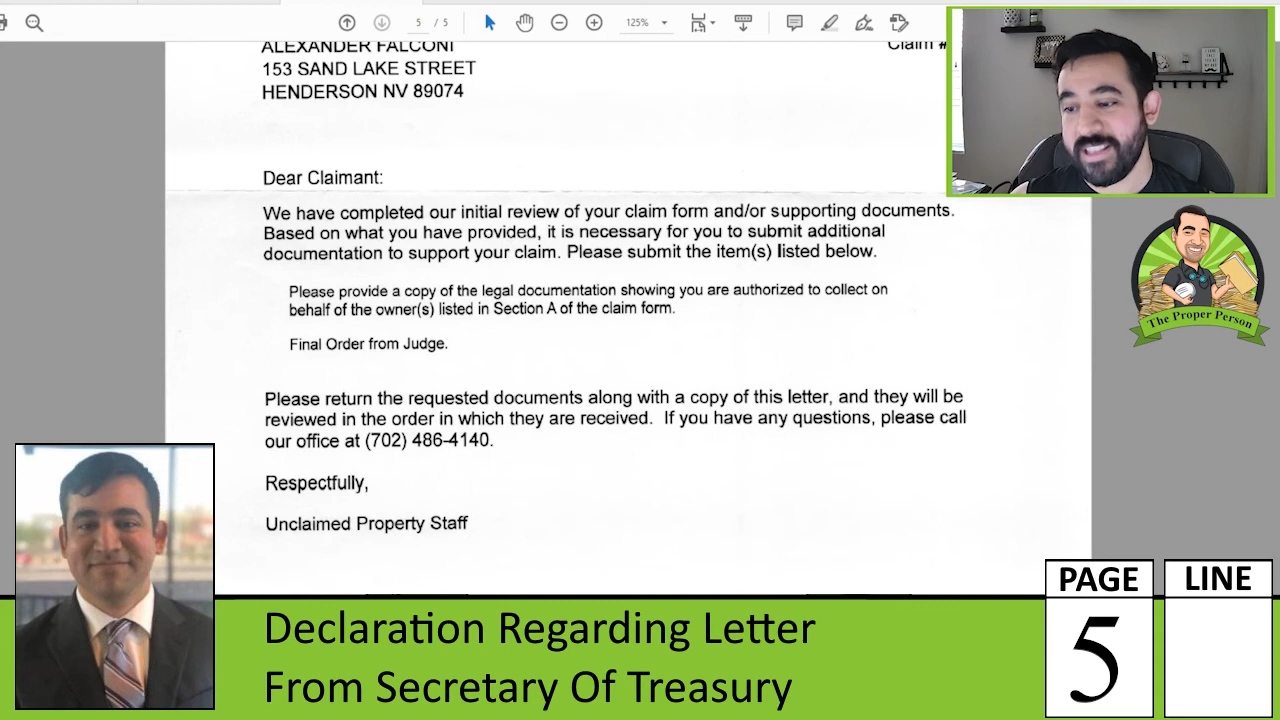 5 / 5
125%
ALEXANDER FALCONI
Claim #
153 SAND LAKE STREET
HENDERSON NV 89074
Dear Claimant:
We have completed our initial review of your claim form and/or supporting documents.
Based on what you have provided, it is necessary for you to submit additional
documentation to support your claim. Please submit the item(s) listed below.
Please provide a copy of the legal documentation showing you are authorized to collect on
behalf of the owner(s) listed in Section A of the claim form.
Final Order from Judge.
Please return the requested documents along with a copy of this letter, and they will be
reviewed in the order in which they are received. If you have any questions, please call
our office at (702) 486-4140.
Respectfully,
Unclaimed Property Staff
The Proper Person
Declaration Regarding Letter
From Secretary Of Treasury
PAGE
5
LINE